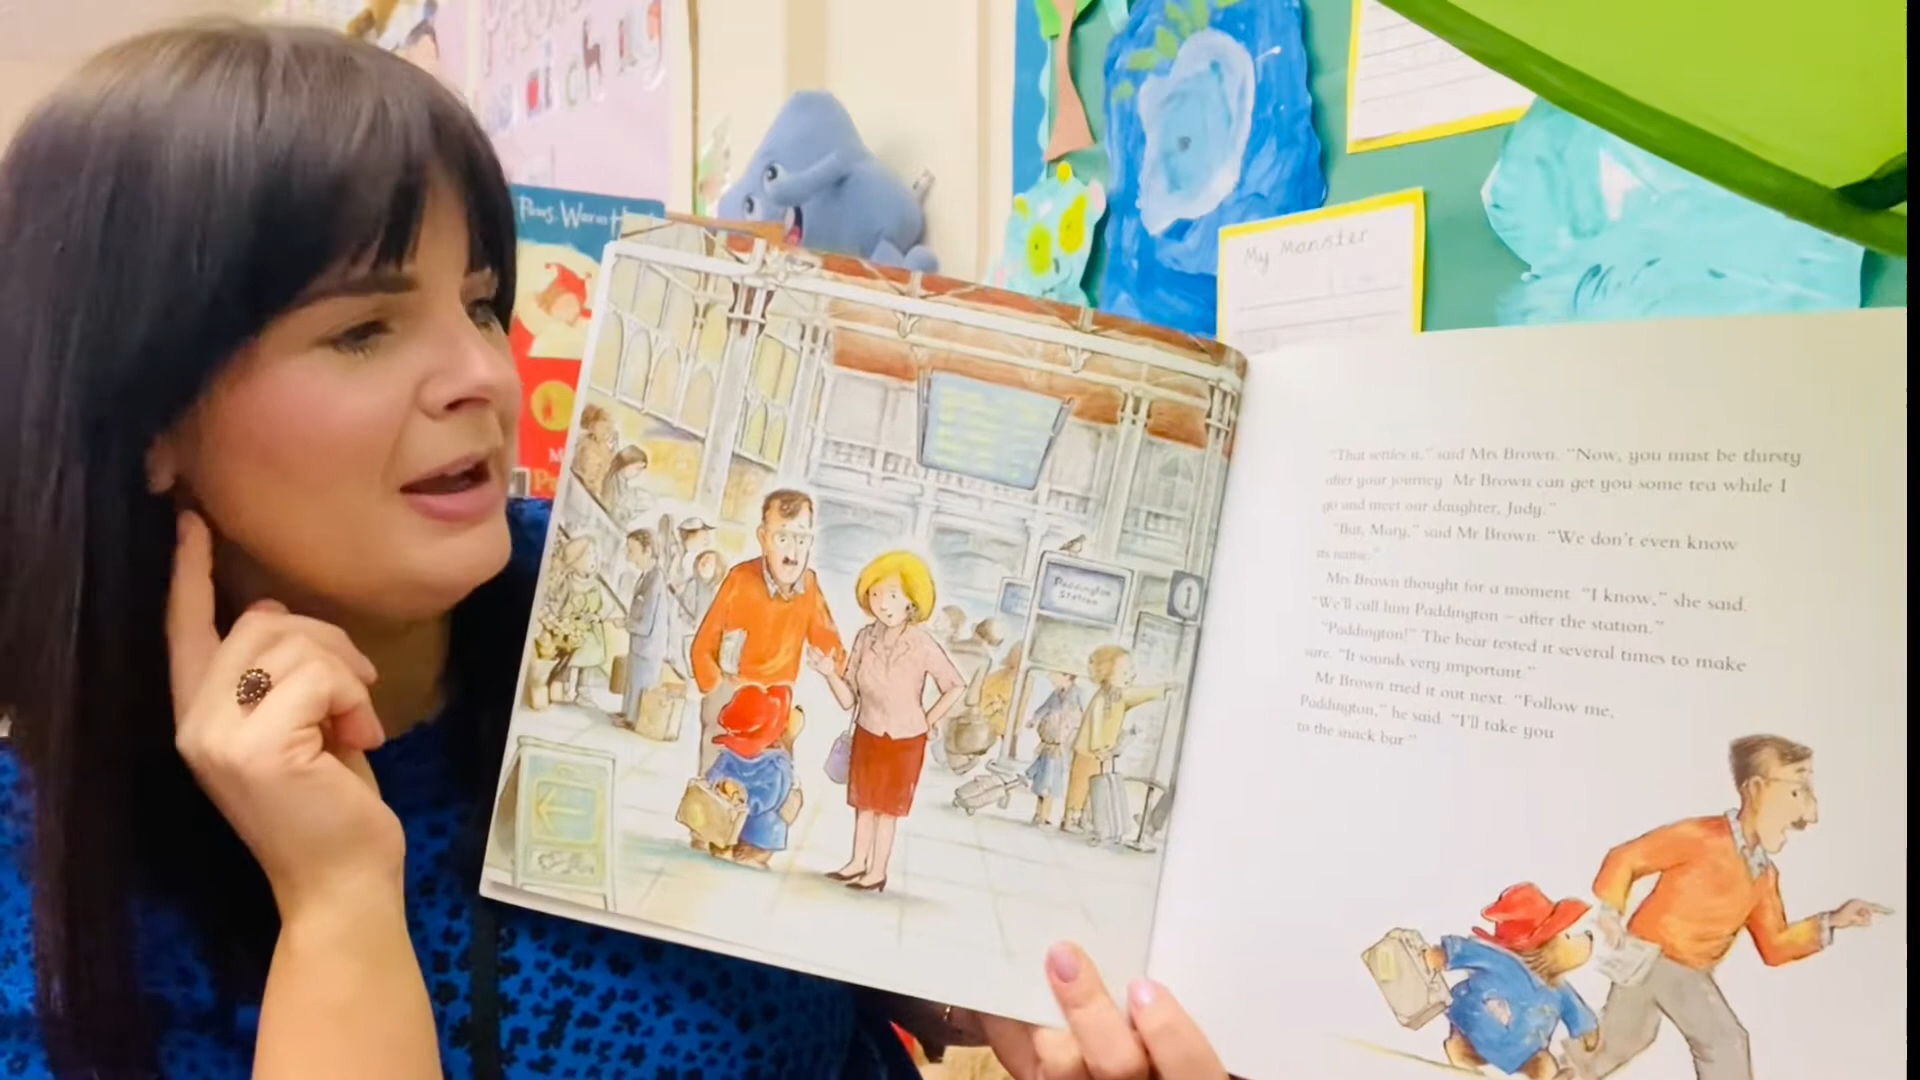 Paws
My Monster
Paddington
Station
i
"That settles it," said Mrs Brown. "Now, you must be thirsty
after your journey. Mr Brown can get you some tea while I
go and meet our daughter, Judy."
"But, Mary," said Mr Brown. "We don't even know
its name."
Mrs Brown thought for a moment. "I know," she said.
"We'll call him Paddington – after the station."
"Paddington!" The bear tested it several times to make
sure. "It sounds very important."
Mr Brown tried it out next. "Follow me,
Paddington," he said. "I'll take you
to the snack bar."